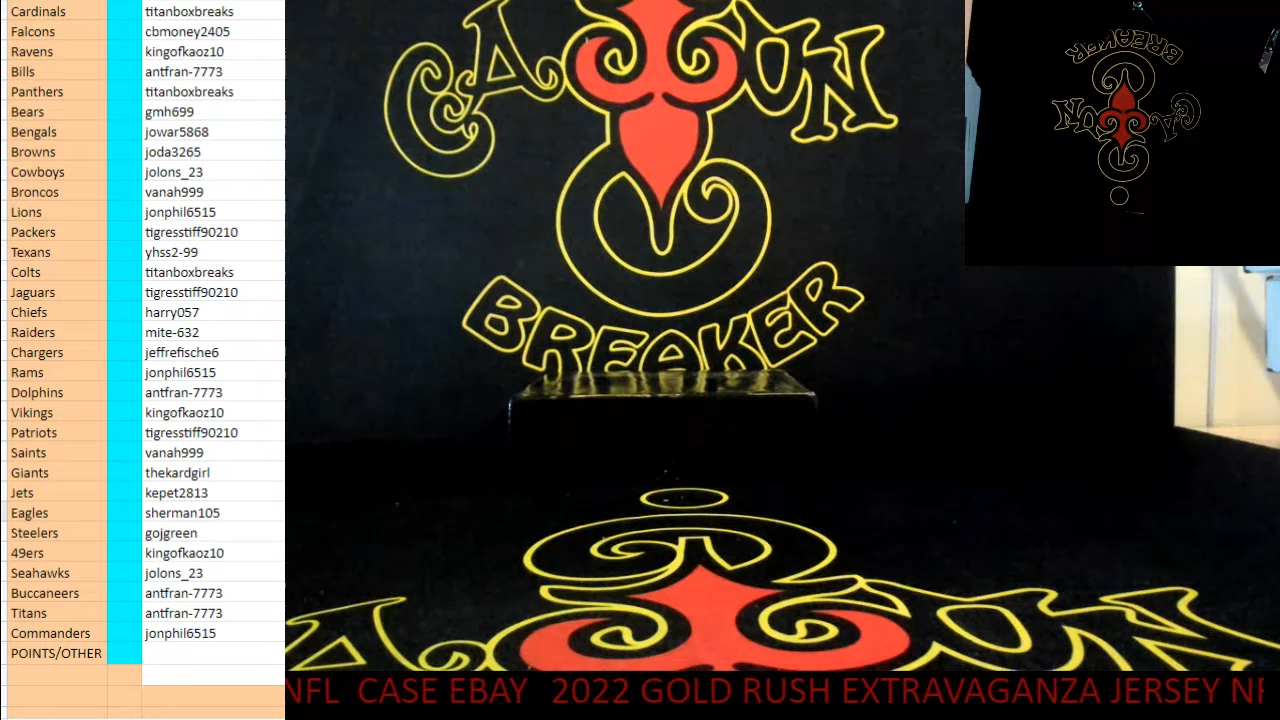 Cardinals titanboxbreaks
Falcons cbmoney2405
Ravens kingofkaoz10
Bills antfran-7773
Panthers titanboxbreaks
Bears gmh699
Bengals jowar5868
Browns joda3265
Cowboys jolons_23
Broncos vanah999
Lions jonphil6515
Packers tigresstiff90210
Texans yhss2-99
Colts titanboxbreaks
Jaguars tigresstiff90210
Chiefs harry057
Raiders mite-632
Chargers jeffrefische6
Rams jonphil6515
Dolphins antfran-7773
Vikings kingofkaoz10
Patriots tigresstiff90210
Saints vanah999
Giants thekardgirl
Jets kepet2813
Eagles sherman105
Steelers gojgreen
49ers kingofkaoz10
Seahawks jolons_23
Buccaneers antfran-7773
Titans antfran-7773
Commanders jonphil6515
POINTS/OTHER
BREAKER
BREAKER
NFL CASE EBAY 2022 GOLD RUSH EXTRAVAGANZA JERSEY